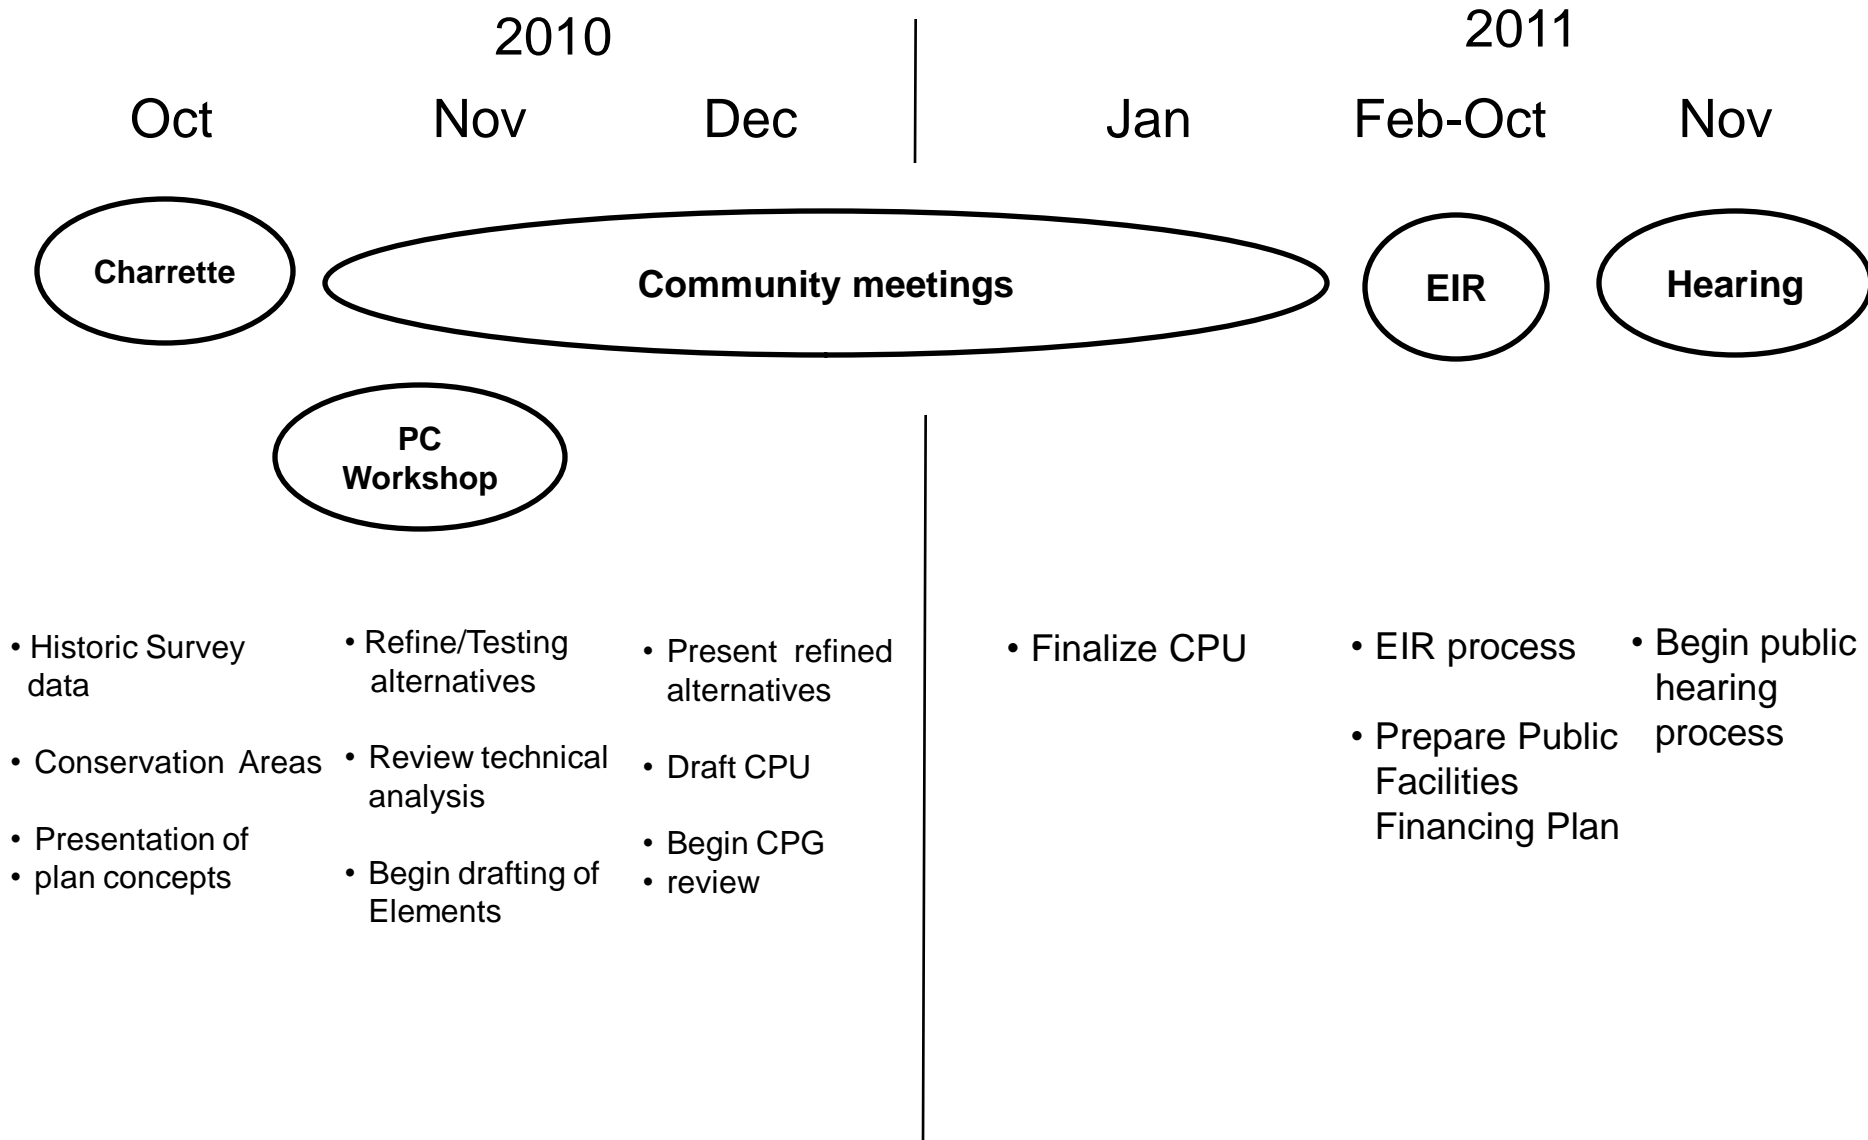 2010
2011
Oct
Nov
Dec
Jan
Feb-Oct
Nov
Charrette
Community meetings
EIR
Hearing
PC
Workshop
• Historic Survey
data
• Conservation Areas
• Presentation of
• plan concepts
• Refine/Testing
alternatives
• Review technical
analysis
• Begin drafting of
Elements
• Present refined
alternatives
• Draft CPU
• Begin CPG
• review
• Finalize CPU
• EIR process
• Prepare Public
Facilities
Financing Plan
• Begin public
hearing
process